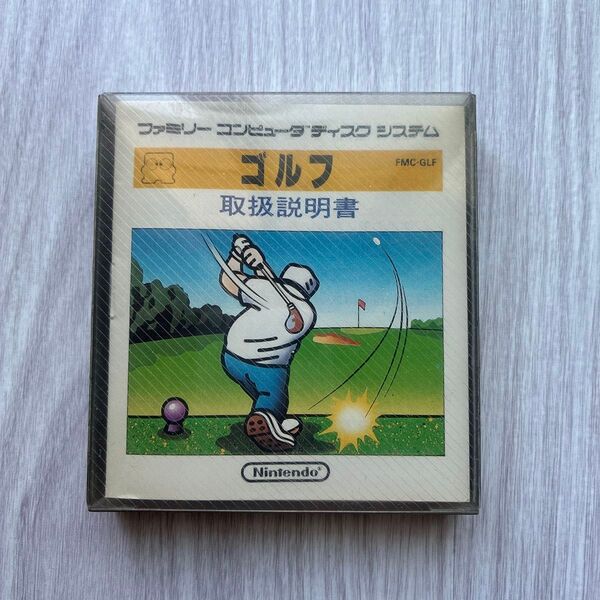 ファミリー コンピュータ ディスク システム
ゴルフ FMC-GLF
取扱説明書
Nintendo®